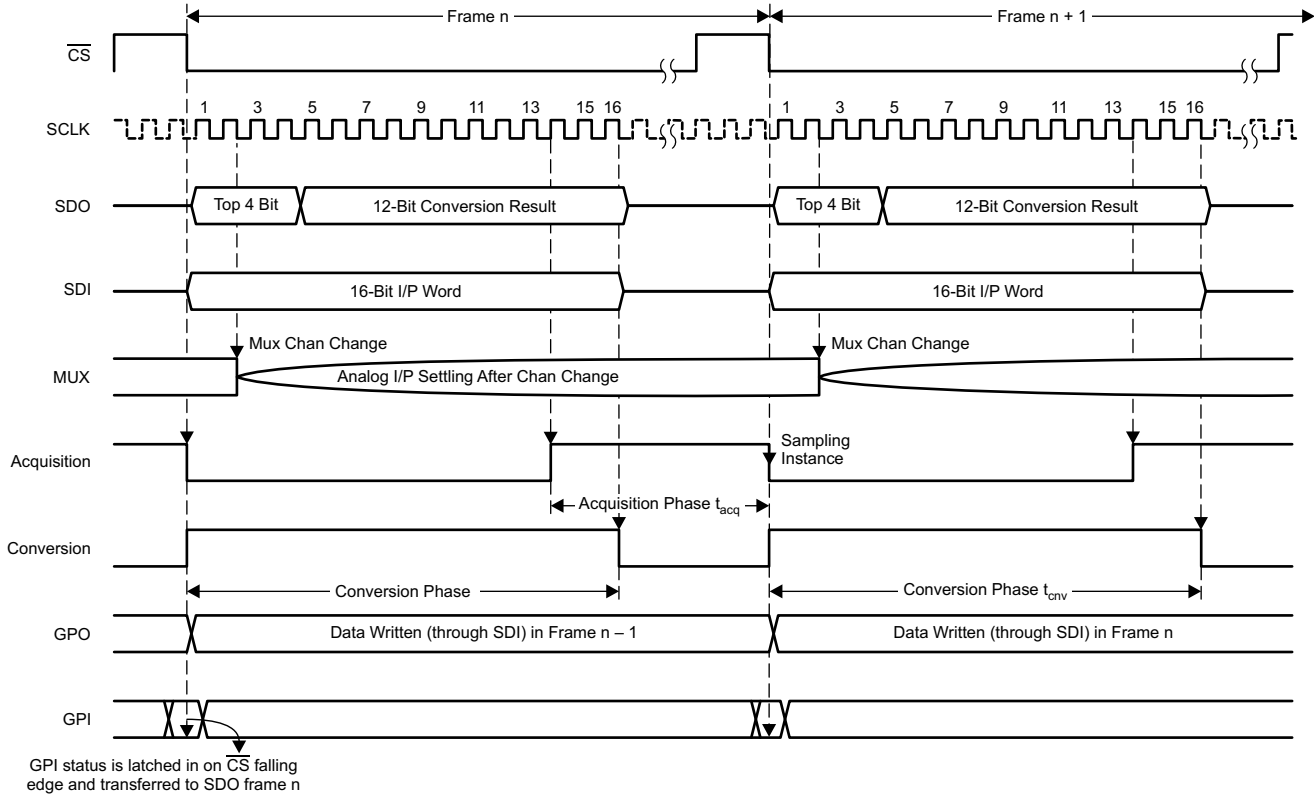 Frame n
Frame n + 1
CS
1 3 5 7 9 11 13 15 16 1 3 5 7 9 11 13 15 16
SCLK
SDO
Top 4 Bit
12-Bit Conversion Result
Top 4 Bit
12-Bit Conversion Result
SDI
16-Bit I/P Word
16-Bit I/P Word
Mux Chan Change
Mux Chan Change
MUX
Analog I/P Settling After Chan Change
Acquisition
Sampling
Instance
Acquisition Phase tacq
Conversion
Conversion Phase
Conversion Phase tcnv
GPO
Data Written (through SDI) in Frame n – 1
Data Written (through SDI) in Frame n
GPI
GPI status is latched in on CS falling
edge and transferred to SDO frame n